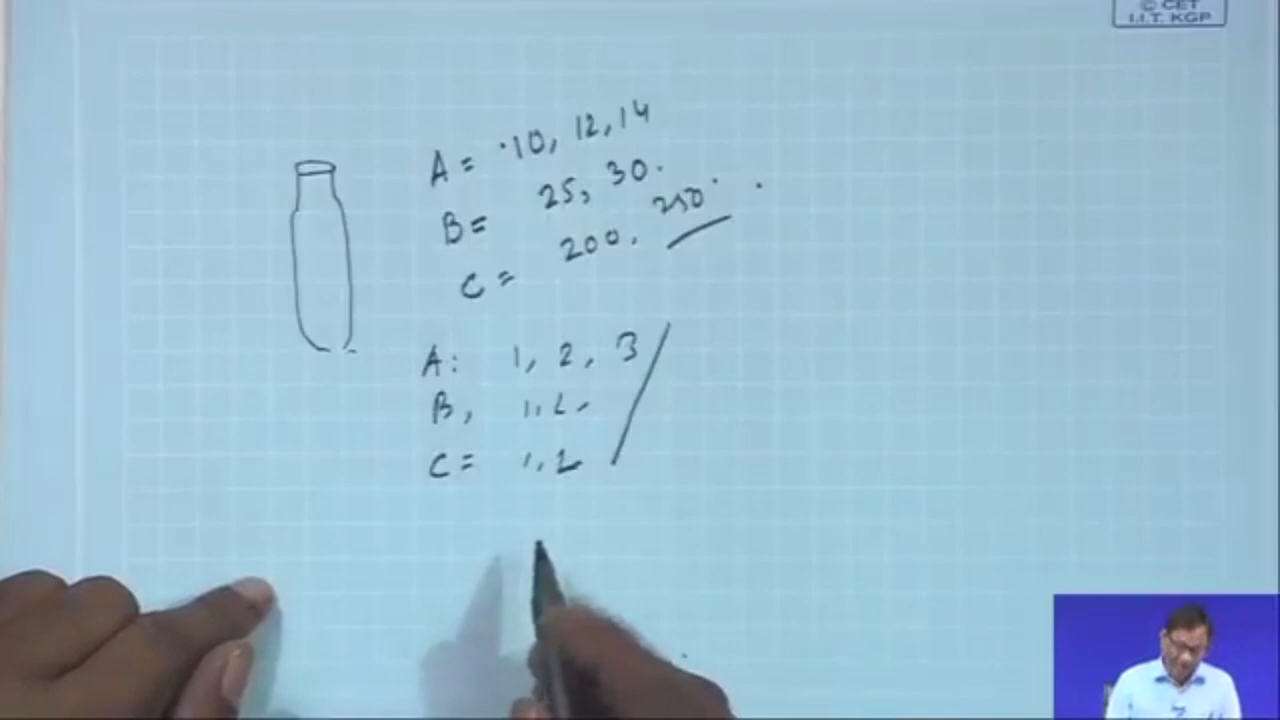 © CET
I.I.T. KGP
A = 10, 12, 14
B = 25, 30.
C = 200, 250
A: 1, 2, 3
B, 1, 2,
C = 1, 2